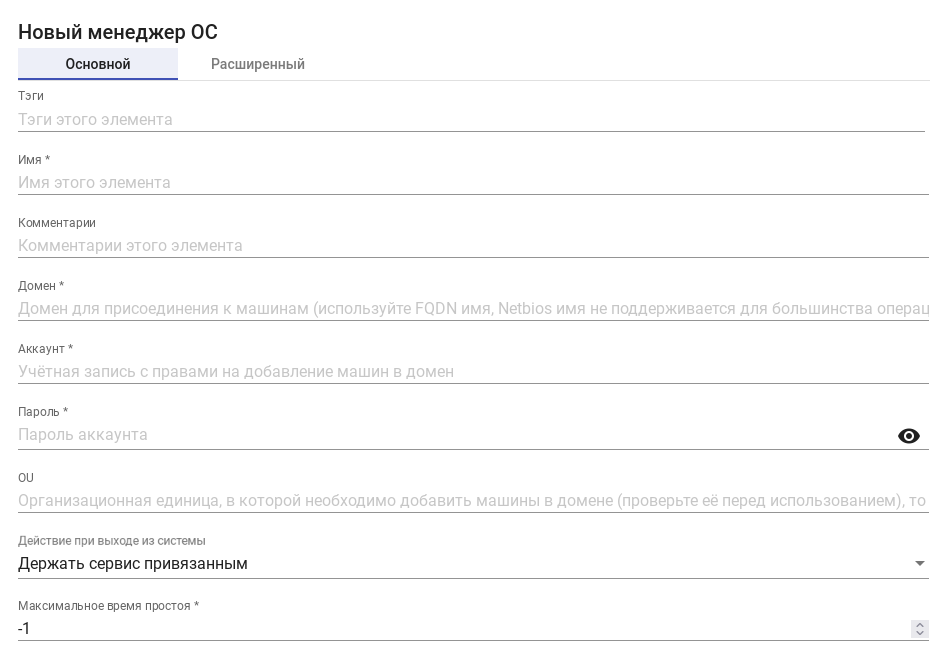 Новый менеджер ОС
Основной Расширенный
Тэги
Тэги этого элемента
Имя *
Имя этого элемента
Комментарии
Комментарии этого элемента
Домен *
Домен для присоединения к машинам (используйте FQDN имя, Netbios имя не поддерживается для большинства операц
Аккаунт *
Учётная запись с правами на добавление машин в домен
Пароль *
Пароль аккаунта
OU
Организационная единица, в которой необходимо добавить машины в домене (проверьте её перед использованием), то
Действие при выходе из системы
Держать сервис привязанным
Максимальное время простоя *
-1